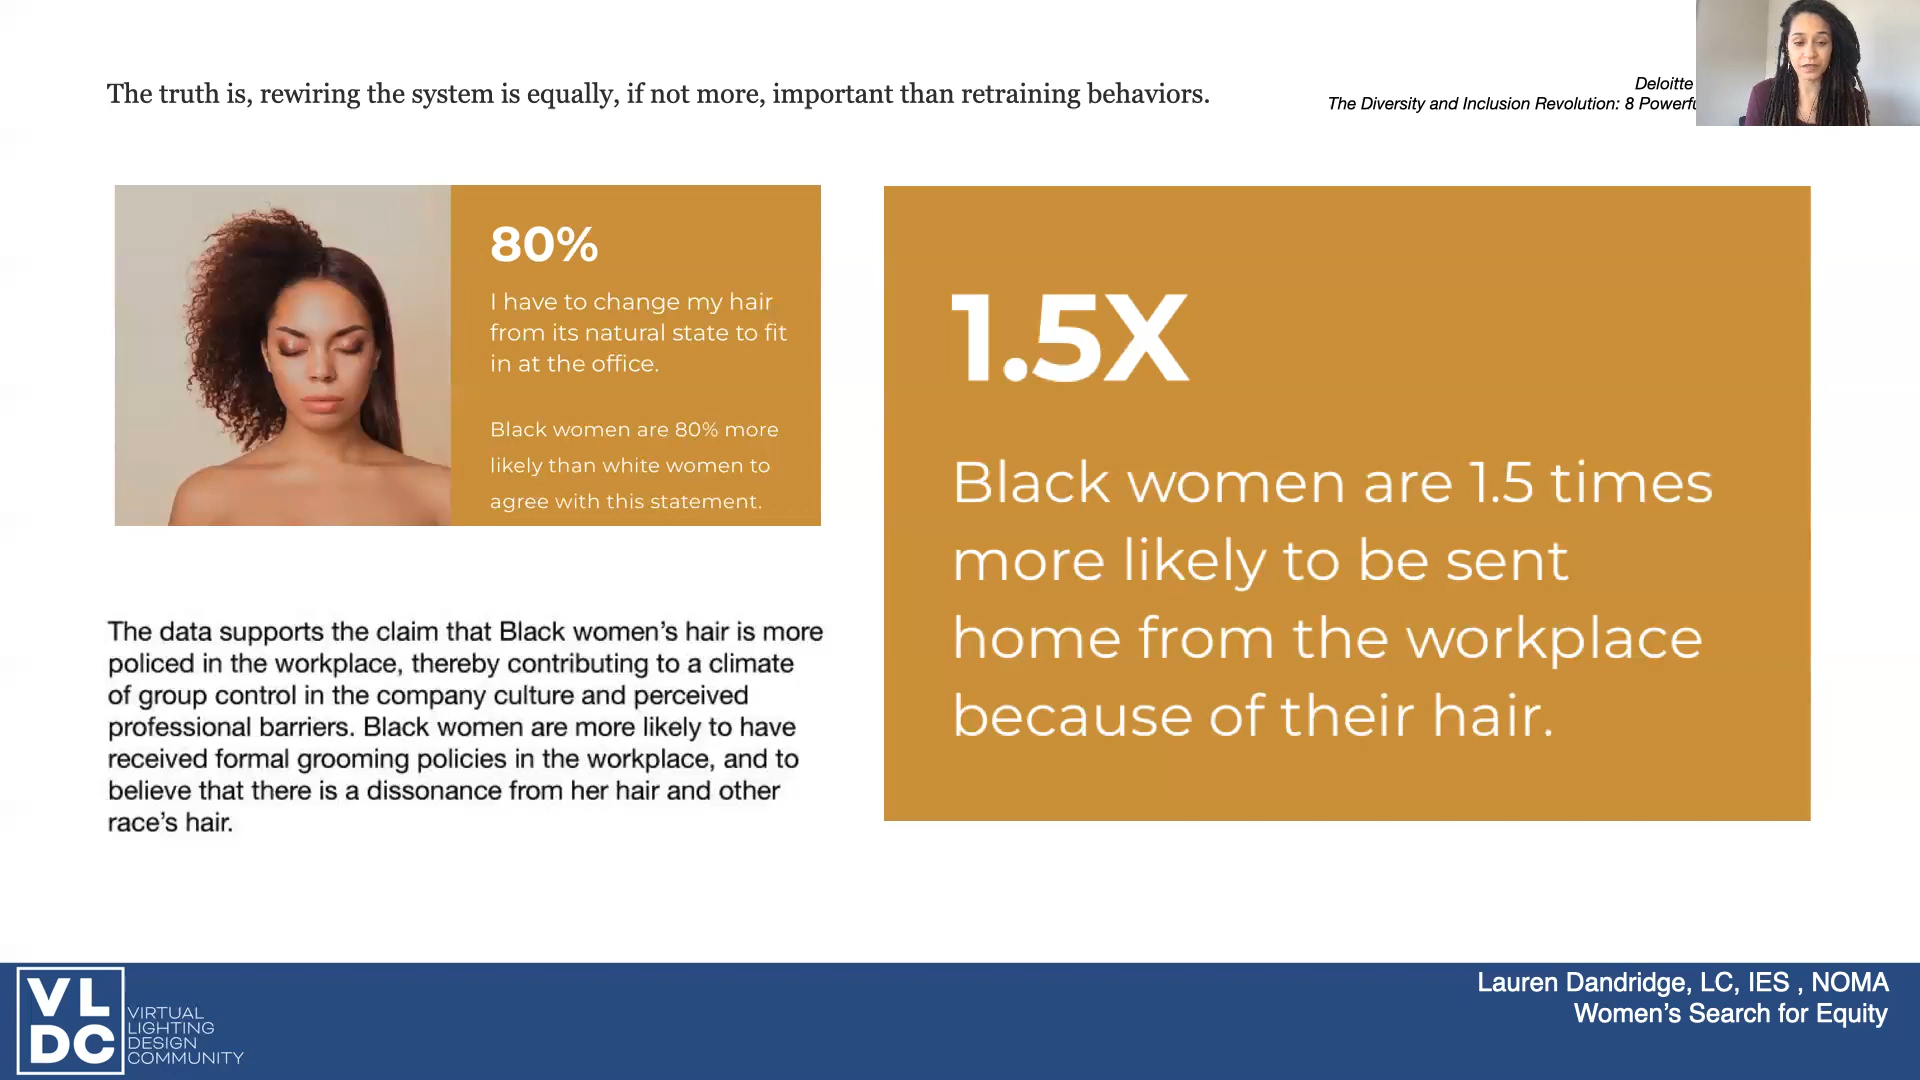 The truth is, rewiring the system is equally, if not more, important than retraining behaviors.
Deloitte
The Diversity and Inclusion Revolution: 8
80%
I have to change my hair
from its natural state to fit
in at the office.
Black women are 80% more
likely than white women to
agree with this statement.
1.5X
Black women are 1.5 times
more likely to be sent
home from the workplace
because of their hair.
The data supports the claim that Black women’s hair is more
policed in the workplace, thereby contributing to a climate
of group control in the company culture and perceived
professional barriers. Black women are more likely to have
received formal grooming policies in the workplace, and to
believe that there is a dissonance from her hair and other
race’s hair.
VL
DC
VIRTUAL
LIGHTING
DESIGN
COMMUNITY
Lauren Dandridge, LC, IES , NOMA
Women’s Search for Equity